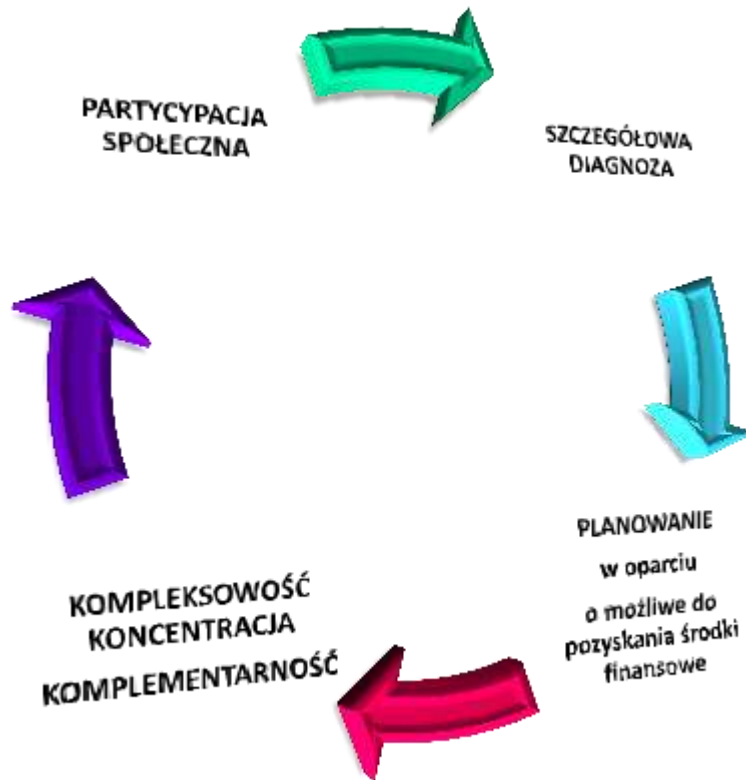 PARTYCYPACJA
SPOŁECZNA
SZCZEGÓŁOWA
DIAGNOZA
PLANOWANIE
w oparciu
o możliwe do
pozyskania środki
finansowe
KOMPLEKSOWOŚĆ
KONCENTRACJA
KOMPLEMENTARNOŚĆ